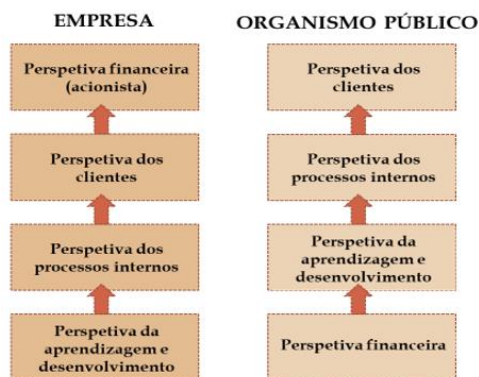 EMPRESA
Perspetiva financeira
(acionista)
Perspetiva dos
clientes
Perspetiva dos
processos internos
Perspetiva da
aprendizagem e
desenvolvimento
ORGANISMO PÚBLICO
Perspetiva dos
clientes
Perspetiva dos
processos internos
Perspetiva da
aprendizagem e
desenvolvimento
Perspetiva financeira